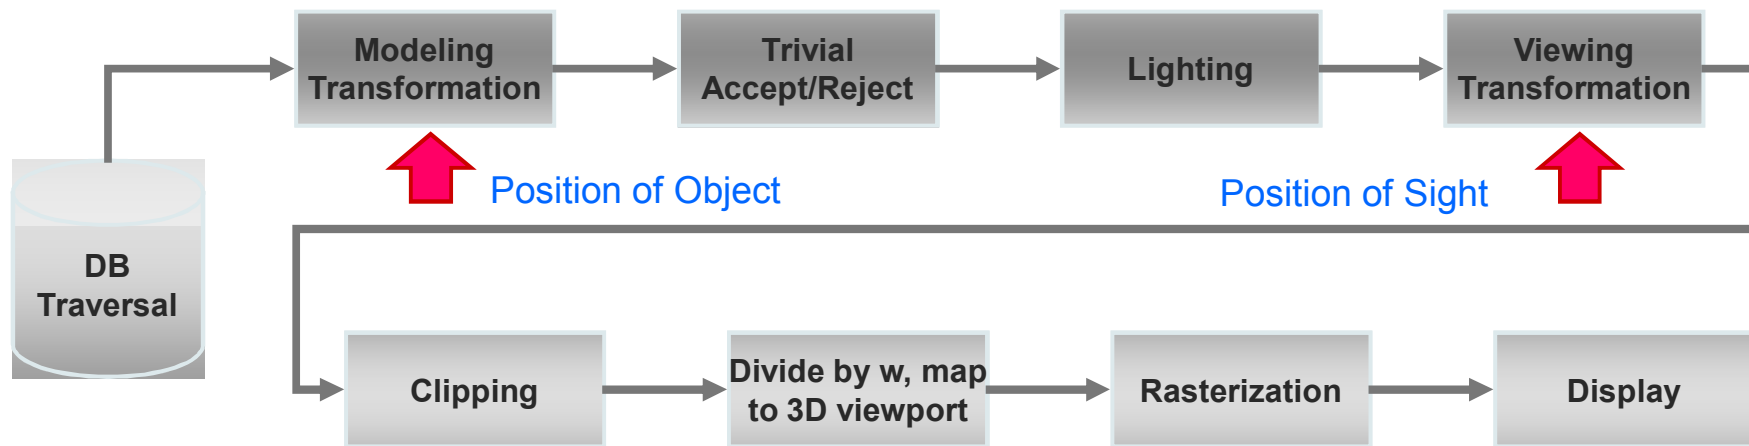 Modeling
Transformation
Trivial
Accept/Reject
Lighting
Viewing
Transformation
Position of Object
Position of Sight
DB
Traversal
Clipping
Divide by w, map
to 3D viewport
Rasterization
Display